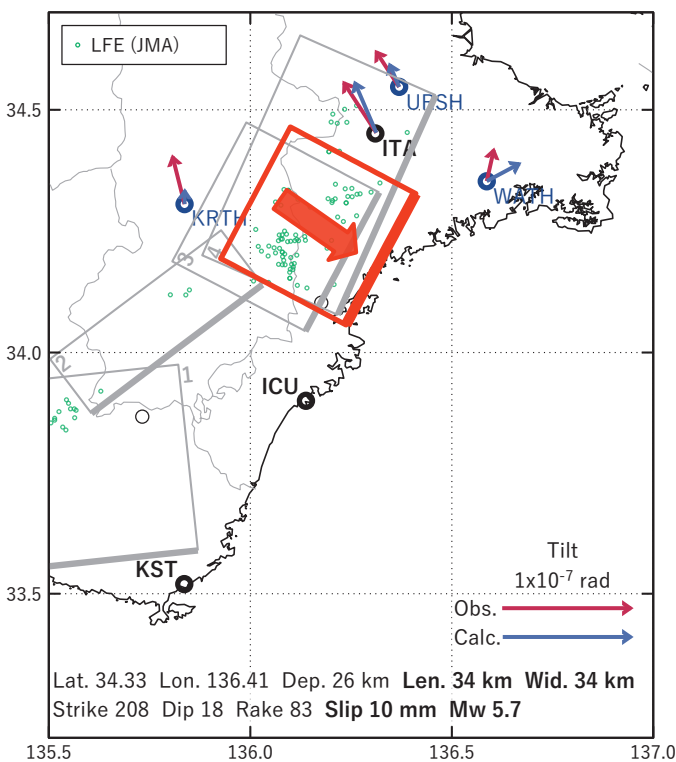 LFE (JMA)
34.5
34.0
33.5
URSH
ITA
WATH
KRTH
3
4
2
1
ICU
KST
Tilt
1x10-7 rad
Obs.
Calc.
Lat. 34.33 Lon. 136.41 Dep. 26 km Len. 34 km Wid. 34 km
Strike 208 Dip 18 Rake 83 Slip 10 mm Mw 5.7
135.5 136.0 136.5 137.0